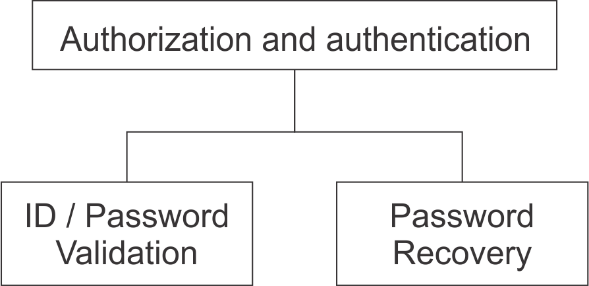 Authorization and authentication
ID / Password
Validation
Password
Recovery